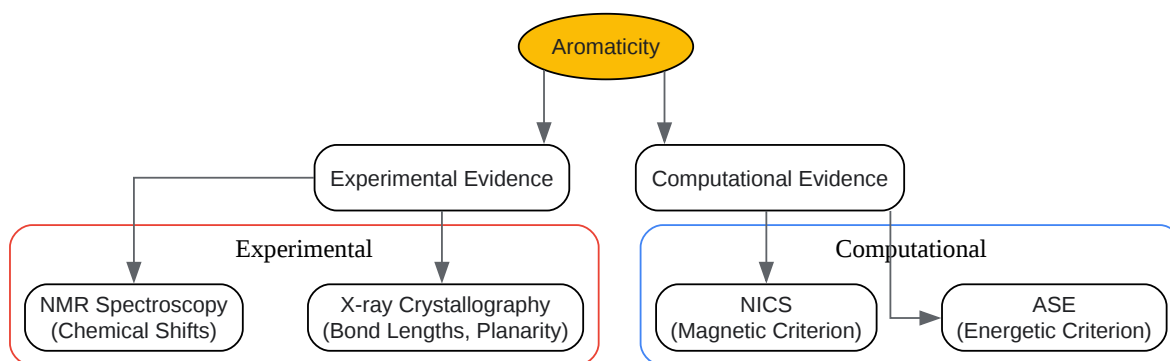 Aromaticity
Experimental Evidence
Computational Evidence
Experimental
Computational
NMR Spectroscopy
(Chemical Shifts)
X-ray Crystallography
(Bond Lengths, Planarity)
NICS
(Magnetic Criterion)
ASE
(Energetic Criterion)